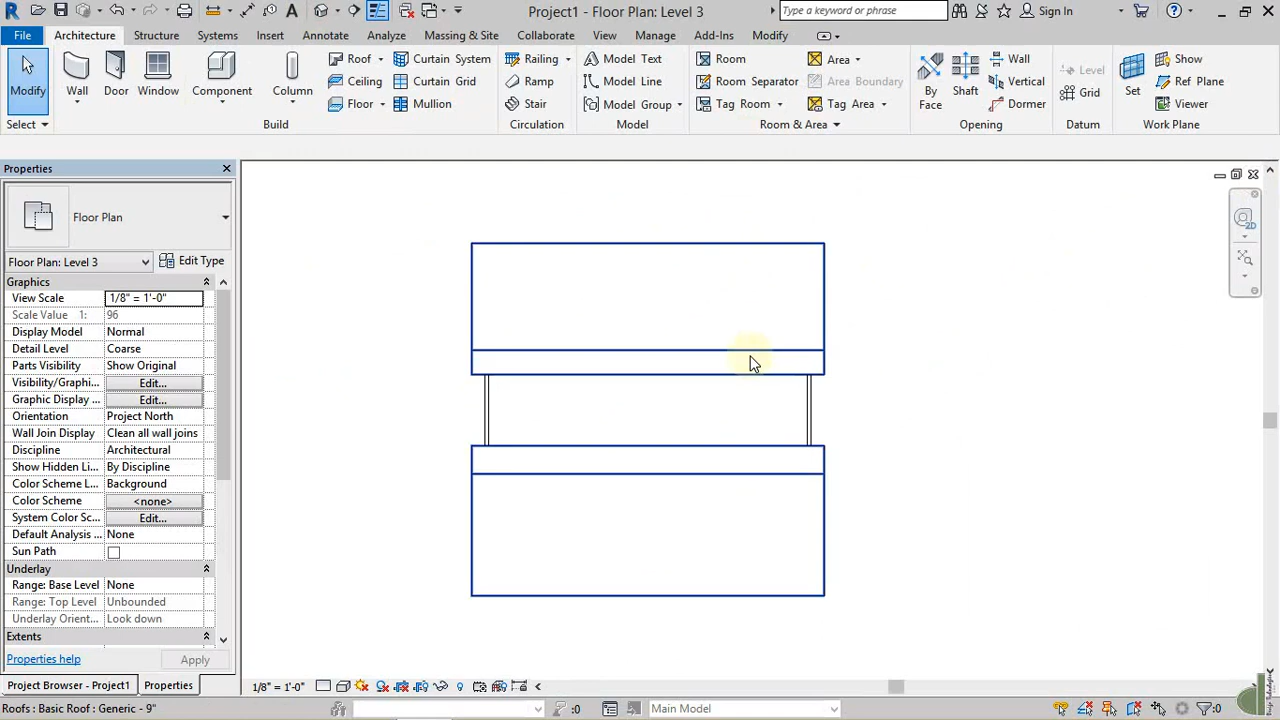 Project1 - Floor Plan: Level 3
Type a keyword or phrase
Sign In
File Architecture Structure Systems Insert Annotate Analyze Massing & Site Collaborate View Manage Add-Ins Modify
Modify
Wall
Door
Window
Component
Column
Roof
Ceiling
Floor
Curtain System
Curtain Grid
Mullion
Railing
Ramp
Stair
Model Text
Model Line
Model Group
Room
Room Separator
Tag Room
Area
Area Boundary
Tag Area
By Face
Shaft
Wall
Vertical
Dormer
Level
Grid
Set
Show
Ref Plane
Viewer
Select Build Circulation Model Room & Area Opening Datum Work Plane
Properties
Floor Plan
Floor Plan: Level 3 Edit Type
Graphics
View Scale 1/8" = 1'-0"
Scale Value 1: 96
Display Model Normal
Detail Level Coarse
Parts Visibility Show Original
Visibility/Graphi... Edit...
Graphic Display ... Edit...
Orientation Project North
Wall Join Display Clean all wall joins
Discipline Architectural
Show Hidden Li... By Discipline
Color Scheme L... Background
Color Scheme <none>
System Color Sc... Edit...
Default Analysis ... None
Sun Path
Underlay
Range: Base Level None
Range: Top Level Unbounded
Underlay Orient... Look down
Extents
Properties help Apply
Project Browser - Project1 Properties
1/8" = 1'-0"
Roofs : Basic Roof : Generic - 9"
:0
Main Model
:0
2D